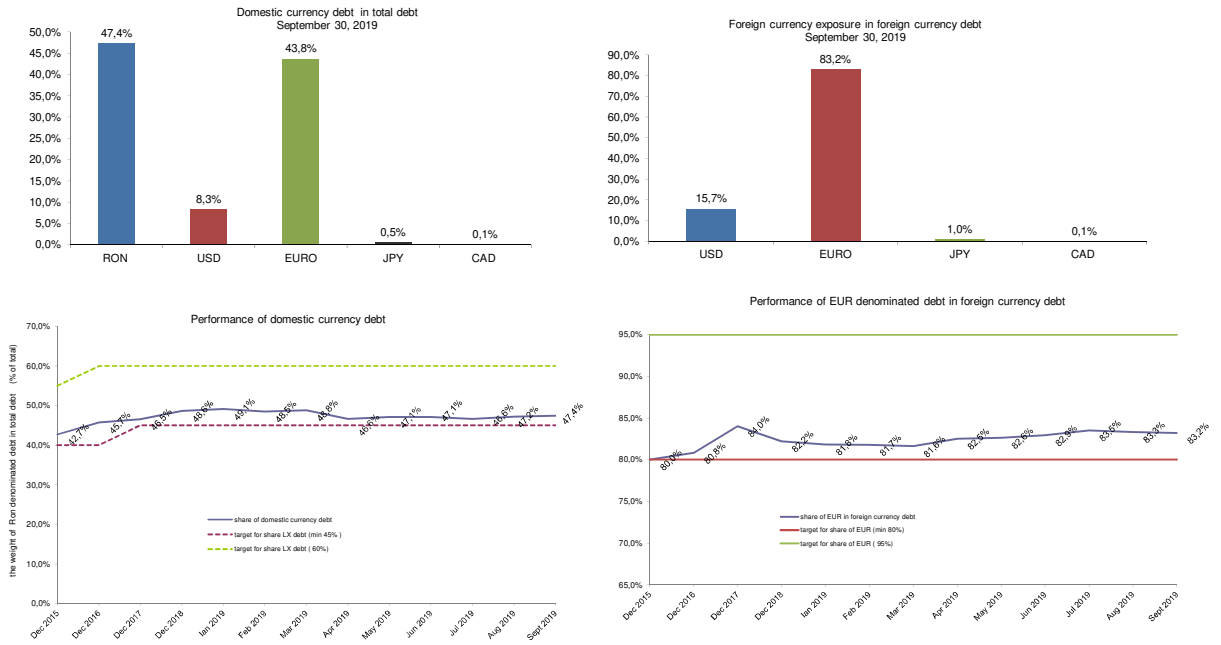 Domestic currency debt in total debt
September 30, 2019
50,0%
45,0%
40,0%
35,0%
30,0%
25,0%
20,0%
15,0%
10,0%
5,0%
0,0%
47,4%
8,3%
43,8%
0,5%
0,1%
RON
USD
EURO
JPY
CAD
Foreign currency exposure in foreign currency debt
September 30, 2019
90,0%
80,0%
70,0%
60,0%
50,0%
40,0%
30,0%
20,0%
10,0%
0,0%
15,7%
83,2%
1,0%
0,1%
USD
EURO
JPY
CAD
Performance of domestic currency debt
the weight of Ron denominated debt in total debt (% of total)
70,0%
60,0%
50,0%
40,0%
30,0%
20,0%
10,0%
0,0%
42,7%
45,7%
46,5%
48,6%
49,1%
48,5%
48,8%
46,6%
47,1%
47,1%
46,6%
47,2%
47,4%
share of domestic currency debt
target for share LX debt (min 45% )
target for share LX debt ( 60%)
Dec 2015
Dec 2016
Dec 2017
Dec 2018
Ian 2019
Feb 2019
Mar 2019
Apr 2019
May 2019
Jun 2019
Jul 2019
Aug 2019
Sept 2019
Performance of EUR denominated debt in foreign currency debt
95,0%
90,0%
85,0%
80,0%
75,0%
70,0%
65,0%
80,0%
80,8%
84,0%
82,2%
81,8%
81,7%
81,6%
82,5%
82,6%
82,9%
83,5%
83,3%
83,2%
share of EUR in foreign currency debt
target for share of EUR (min 80%)
target for share of EUR ( 95%)
Dec 2015
Dec 2016
Dec 2017
Dec 2018
Ian 2019
Feb 2019
Mar 2019
Apr 2019
May 2019
Jun 2019
Jul 2019
Aug 2019
Sept 2019